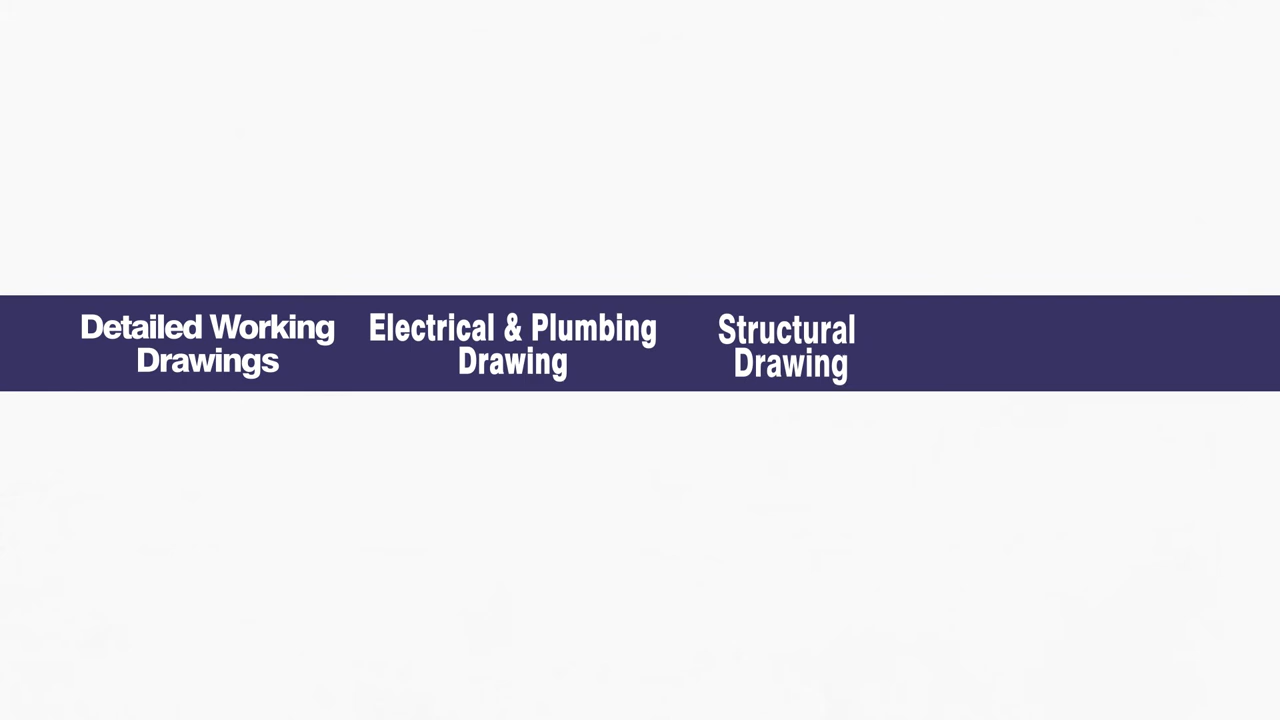 Detailed Working
Drawings
Electrical & Plumbing
Drawing
Structural
Drawing